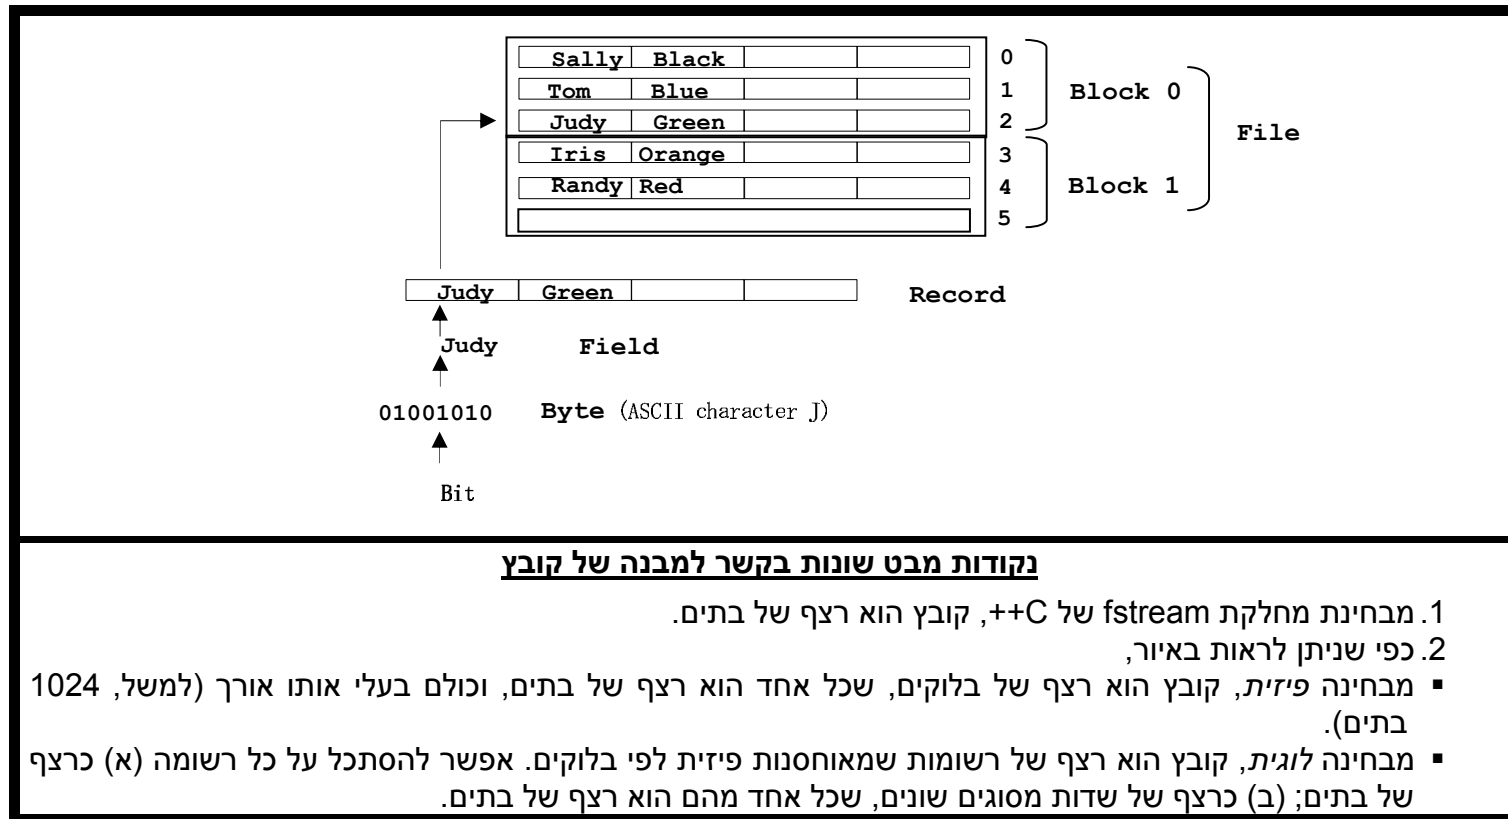 Sally Black 0
Tom Blue 1 Block 0
Judy Green 2
File
Iris Orange 3
Randy Red 4 Block 1
5
Judy Green Record
Judy Field
01001010 Byte (ASCII character J)
Bit
נקודות מבט שונות בקשר למבנה של קובץ
1. מבחינת מחלקת fstream של C++, קובץ הוא רצף של בתים.
2. כפי שניתן לראות באיור,
▪ מבחינה פיזית, קובץ הוא רצף של בלוקים, שכל אחד הוא רצף של בתים, וכולם בעלי אותו אורך (למשל, 1024
בתים).
▪ מבחינה לוגית, קובץ הוא רצף של רשומות שמאוחסנות פיזית לפי בלוקים. אפשר להסתכל על כל רשומה (א) כרצף
של בתים; (ב) כרצף של שדות מסוגים שונים, שכל אחד מהם הוא רצף של בתים.